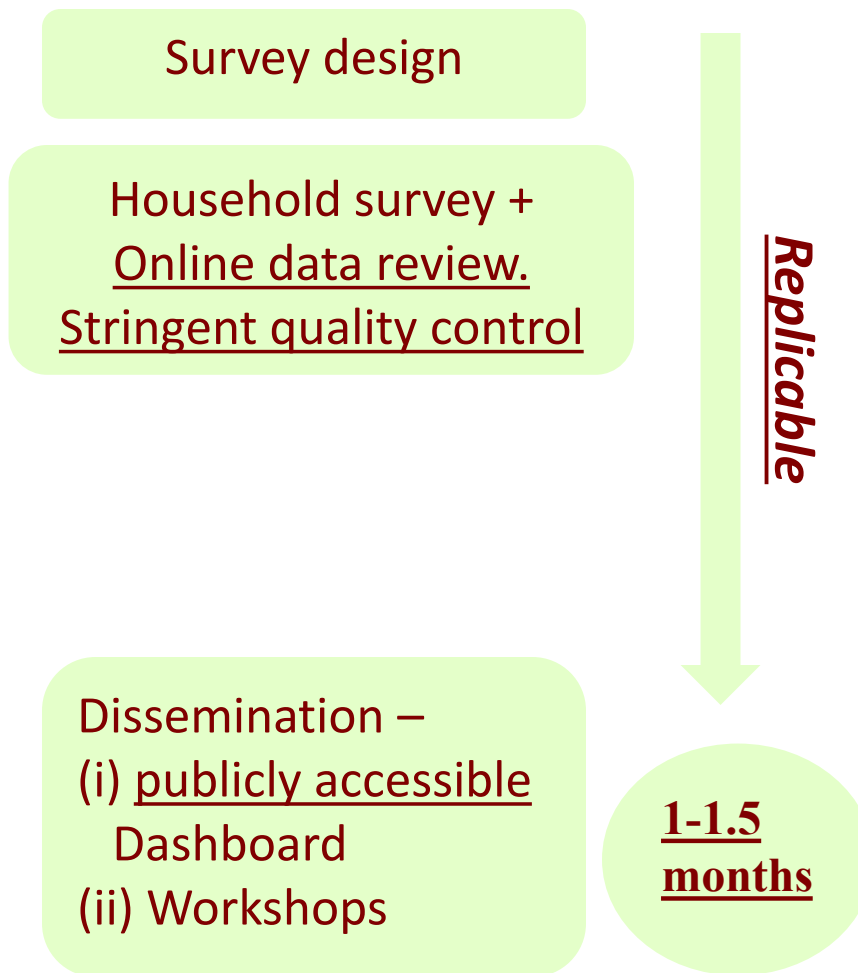 Survey design
Household survey +
Online data review.
Stringent quality control
Replicable
Dissemination –
(i) publicly accessible
Dashboard
(ii) Workshops
1-1.5
months